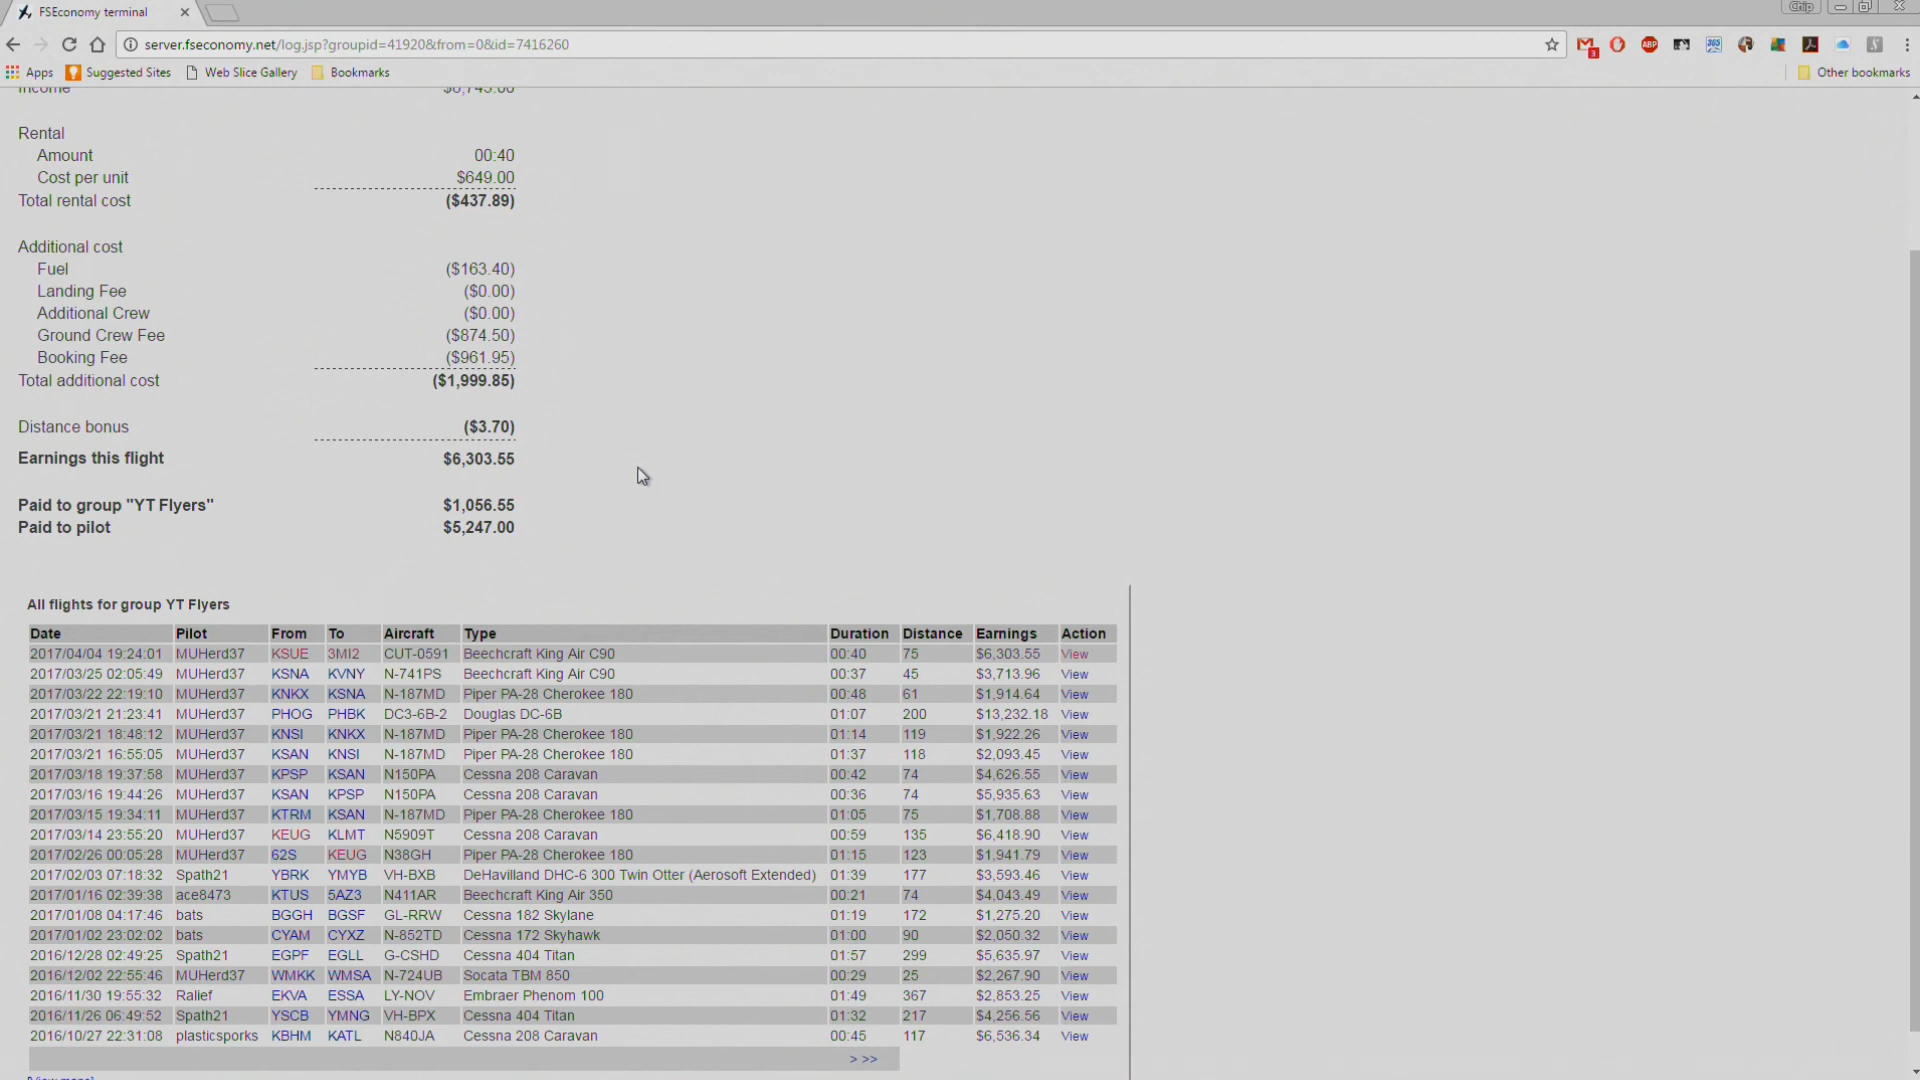 FSEconomy terminal
Chip
server.fseconomy.net/log.jsp?groupid=41920&from=0&id=7416260
Apps Suggested Sites Web Slice Gallery Bookmarks Other bookmarks
Income
Rental
Amount 00:40
Cost per unit $649.00
Total rental cost ($437.89)
Additional cost
Fuel ($163.40)
Landing Fee ($0.00)
Additional Crew ($0.00)
Ground Crew Fee ($874.50)
Booking Fee ($961.95)
Total additional cost ($1,999.85)
Distance bonus ($3.70)
Earnings this flight $6,303.55
Paid to group "YT Flyers" $1,056.55
Paid to pilot $5,247.00
All flights for group YT Flyers
Date Pilot From To Aircraft Type Duration Distance Earnings Action
2017/04/04 19:24:01 MUHerd37 KSUE 3MI2 CUT-0591 Beechcraft King Air C90 00:40 75 $6,303.55 View
2017/03/25 02:05:49 MUHerd37 KSNA KVNY N-741PS Beechcraft King Air C90 00:37 45 $3,713.96 View
2017/03/22 22:19:10 MUHerd37 KNKX KSNA N-187MD Piper PA-28 Cherokee 180 00:48 61 $1,914.64 View
2017/03/21 21:23:41 MUHerd37 PHOG PHBK DC3-6B-2 Douglas DC-6B 01:07 200 $13,232.18 View
2017/03/21 18:48:12 MUHerd37 KNSI KNKX N-187MD Piper PA-28 Cherokee 180 01:14 119 $1,922.26 View
2017/03/21 16:55:05 MUHerd37 KSAN KNSI N-187MD Piper PA-28 Cherokee 180 01:37 118 $2,093.45 View
2017/03/18 19:37:58 MUHerd37 KPSP KSAN N150PA Cessna 208 Caravan 00:42 74 $4,626.55 View
2017/03/16 19:44:26 MUHerd37 KSAN KPSP N150PA Cessna 208 Caravan 00:36 74 $5,935.63 View
2017/03/15 19:34:11 MUHerd37 KTRM KSAN N-187MD Piper PA-28 Cherokee 180 01:05 75 $1,708.88 View
2017/03/14 23:55:20 MUHerd37 KEUG KLMT N5909T Cessna 208 Caravan 00:59 135 $6,418.90 View
2017/02/26 00:05:28 MUHerd37 62S KEUG N38GH Piper PA-28 Cherokee 180 01:15 123 $1,941.79 View
2017/02/03 07:18:32 Spath21 YBRK YMYB VH-BXB DeHavilland DHC-6 300 Twin Otter (Aerosoft Extended) 01:39 177 $3,593.46 View
2017/01/16 02:39:38 ace8473 KTUS 5AZ3 N411AR Beechcraft King Air 350 00:21 74 $4,043.49 View
2017/01/08 04:17:46 bats BGGH BGSF GL-RRW Cessna 182 Skylane 01:19 172 $1,275.20 View
2017/01/02 23:02:02 bats CYAM CYXZ N-852TD Cessna 172 Skyhawk 01:00 90 $2,050.32 View
2016/12/28 02:49:25 Spath21 EGPF EGLL G-CSHD Cessna 404 Titan 01:57 299 $5,635.97 View
2016/12/02 22:55:46 MUHerd37 WMKK WMSA N-724UB Socata TBM 850 00:29 25 $2,267.90 View
2016/11/30 19:55:32 Ralief EKVA ESSA LY-NOV Embraer Phenom 100 01:49 367 $2,853.25 View
2016/11/26 06:49:52 Spath21 YSCB YMNG VH-BPX Cessna 404 Titan 01:32 217 $4,256.56 View
2016/10/27 22:31:08 plasticsporks KBHM KATL N840JA Cessna 208 Caravan 00:45 117 $6,536.34 View
> >>